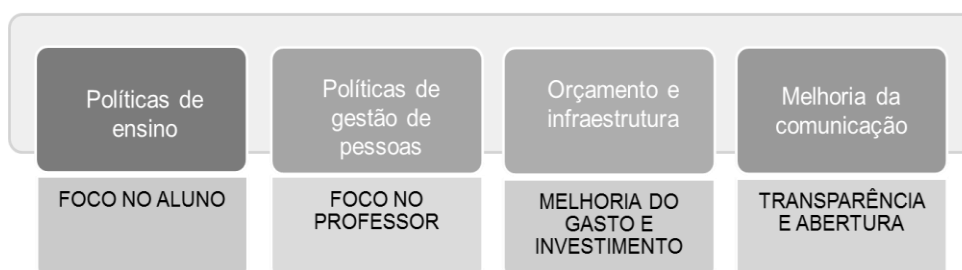 Políticas de
ensino
FOCO NO ALUNO
Políticas de
gestão de
pessoas
FOCO NO
PROFESSOR
Orçamento e
infraestrutura
MELHORIA DO
GASTO E
INVESTIMENTO
Melhoria da
comunicação
TRANSPARÊNCIA
E ABERTURA